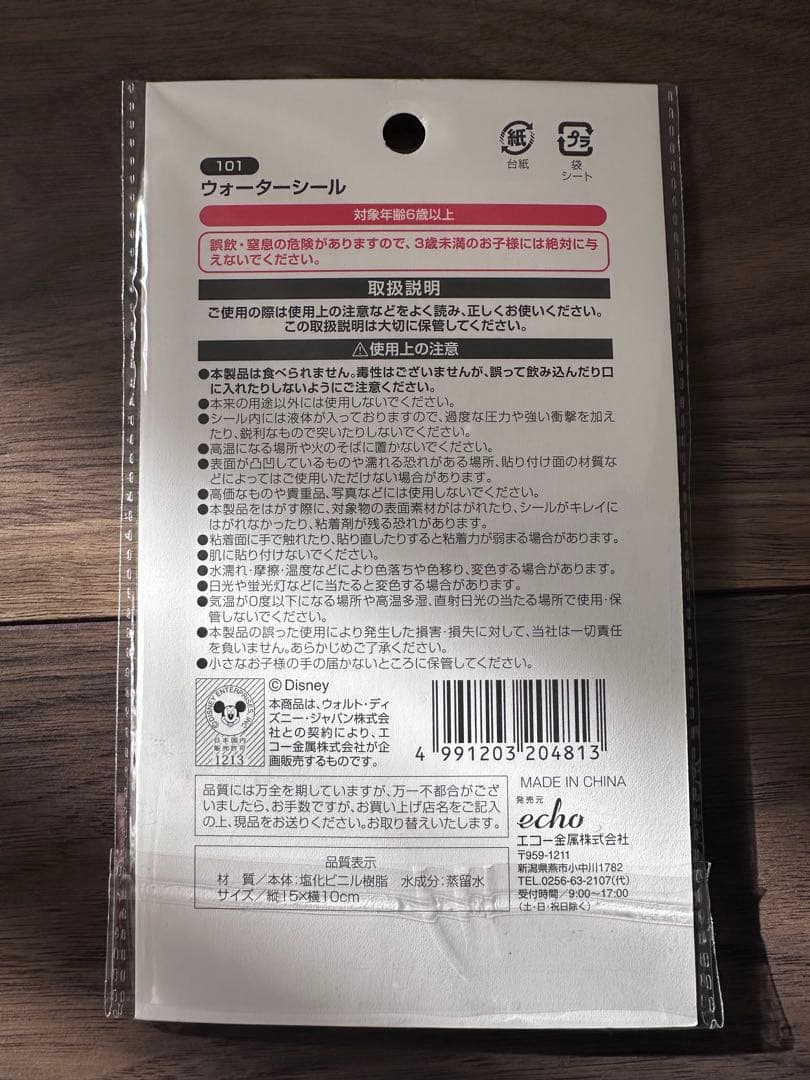 紙
台紙
プラ
袋
シート
101
ウォーターシール
対象年齢6歳以上
誤飲・窒息の危険がありますので、3歳未満のお子様には絶対に与
えないでください。
取扱説明
ご使用の際は使用上の注意などをよく読み、正しくお使いください。
この取扱説明は大切に保管してください。
⚠使用上の注意
●本製品は食べられません。毒性はございませんが、誤って飲み込んだり口
に入れたりしないようにご注意ください。
●本来の用途以外には使用しないでください。
●シール内には液体が入っておりますので、過度な圧力や強い衝撃を加え
たり、鋭利なもので突いたりしないでください。
●高温になる場所や火のそばに置かないでください。
●表面が凸凹しているものや濡れる恐れがある場所、貼り付け面の材質な
どによってはご使用いただけない場合があります。
●高価なものや貴重品、写真などには使用しないでください。
●本製品をはがす際に、対象物の表面素材がはがれたり、シールがキレイに
はがれなかったり、粘着剤が残る恐れがあります。
●粘着面に手で触れたり、貼り直したりすると粘着力が弱まる場合があります。
●肌に貼り付けないでください。
●水濡れ・摩擦・温度などにより色落ちや色移り、変色する場合があります。
●日光や蛍光灯などに当たると変色する場合があります。
●気温が0度以下になる場所や高温多湿、直射日光の当たる場所で使用・保
管しないでください。
●本製品の誤った使用により発生した損害・損失に対して、当社は一切責任
を負いません。あらかじめご了承ください。
●小さなお子様の手の届かないところに保管してください。
©DISNEY ENTERPRISES, INC.
日本国内
販売許可
1213
©Disney
本商品は、ウォルト・ディ
ズニー・ジャパン株式会
社との契約により、エ
コー金属株式会社が企
画販売するものです。
4 991203 204813
品質には万全を期していますが、万一不都合がござ
いましたら、お手数ですが、お買い上げ店名をご記入
の上、現品をお送りください。お取り替えいたします。
品質表示
材 質／本体：塩化ビニル樹脂 水成分：蒸留水
サイズ／縦15×横10cm
MADE IN CHINA
発売元
echo
エコー金属株式会社
〒959-1211
新潟県燕市小中川1782
TEL.0256-63-2107(代)
受付時間／9:00〜17:00
(土・日・祝日除く)